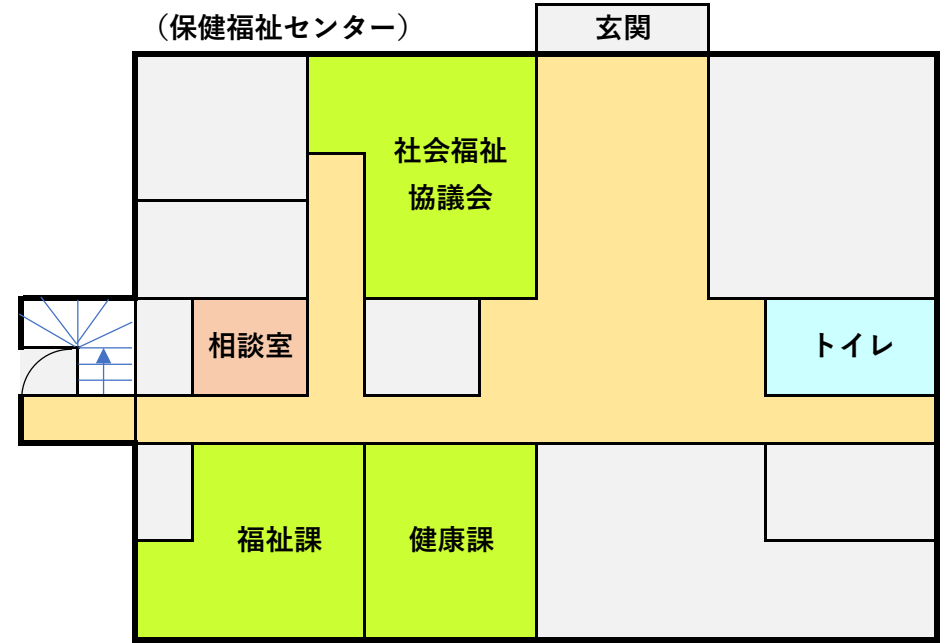 （保健福祉センター）
玄関
社会福祉
協議会
相談室
トイレ
福祉課
健康課